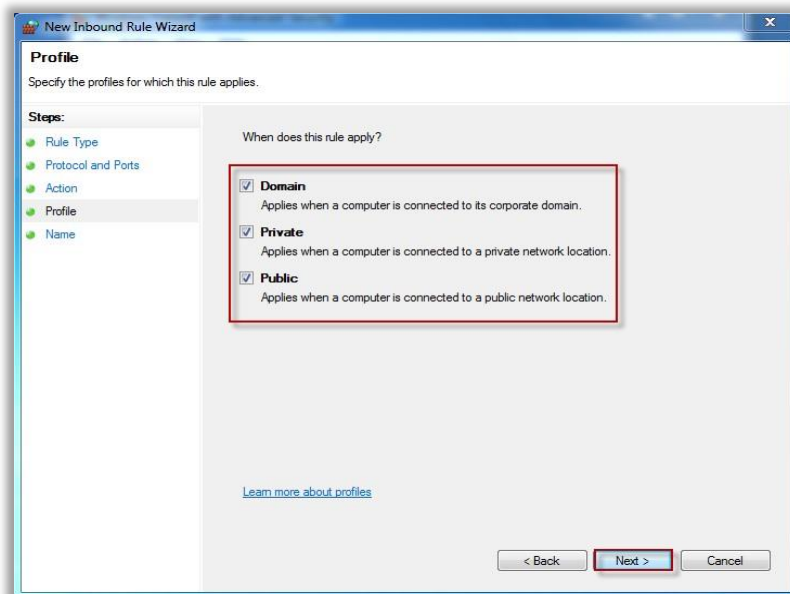 New Inbound Rule Wizard
Profile
Specify the profiles for which this rule applies.
Steps:
Rule Type
Protocol and Ports
Action
Profile
Name
When does this rule apply?
Domain
Applies when a computer is connected to its corporate domain.
Private
Applies when a computer is connected to a private network location.
Public
Applies when a computer is connected to a public network location.
Learn more about profiles
< Back
Next >
Cancel